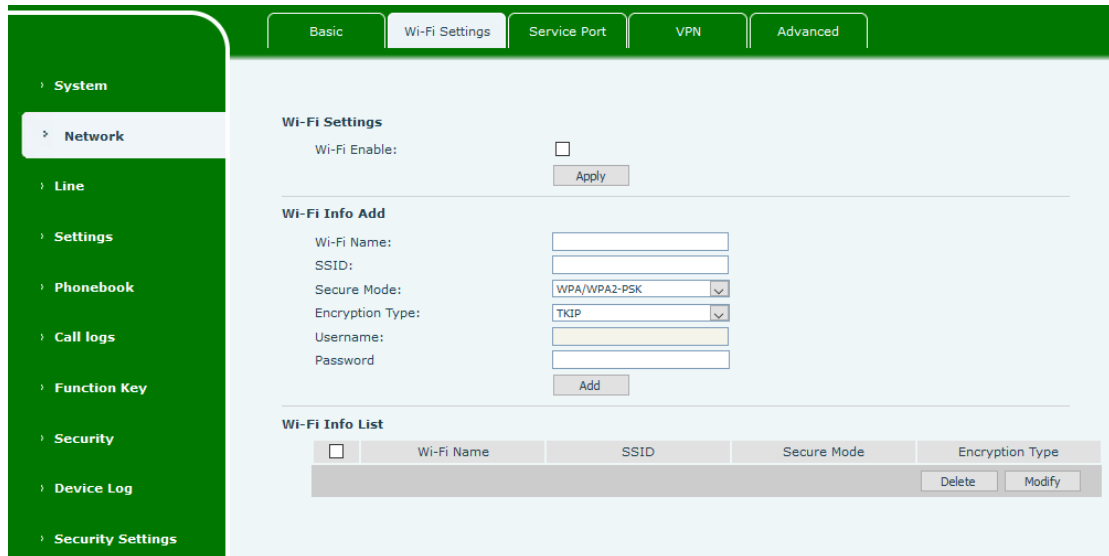 Basic Wi-Fi Settings Service Port VPN Advanced
System
Network
Line
Settings
Phonebook
Call logs
Function Key
Security
Device Log
Security Settings
Wi-Fi Settings
Wi-Fi Enable:
Apply
Wi-Fi Info Add
Wi-Fi Name:
SSID:
Secure Mode: WPA/WPA2-PSK
Encryption Type: TKIP
Username:
Password
Add
Wi-Fi Info List
Wi-Fi Name SSID Secure Mode Encryption Type
Delete Modify